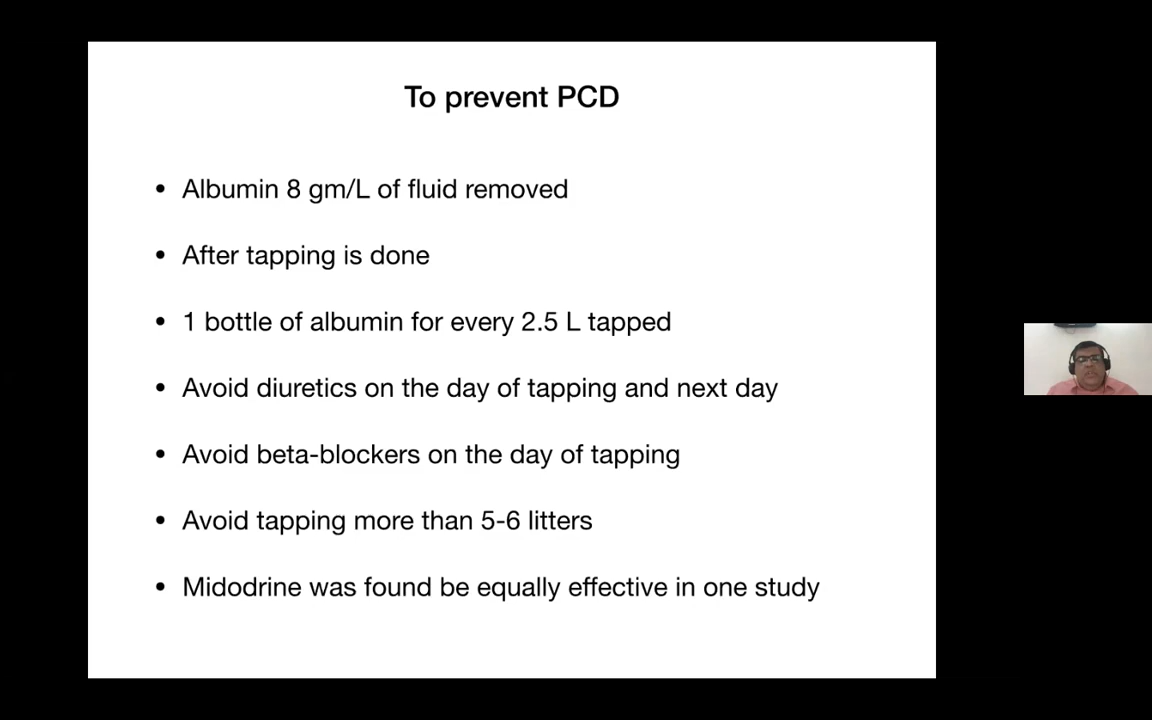 To prevent PCD
• Albumin 8 gm/L of fluid removed
• After tapping is done
• 1 bottle of albumin for every 2.5 L tapped
• Avoid diuretics on the day of tapping and next day
• Avoid beta-blockers on the day of tapping
• Avoid tapping more than 5-6 litters
• Midodrine was found be equally effective in one study